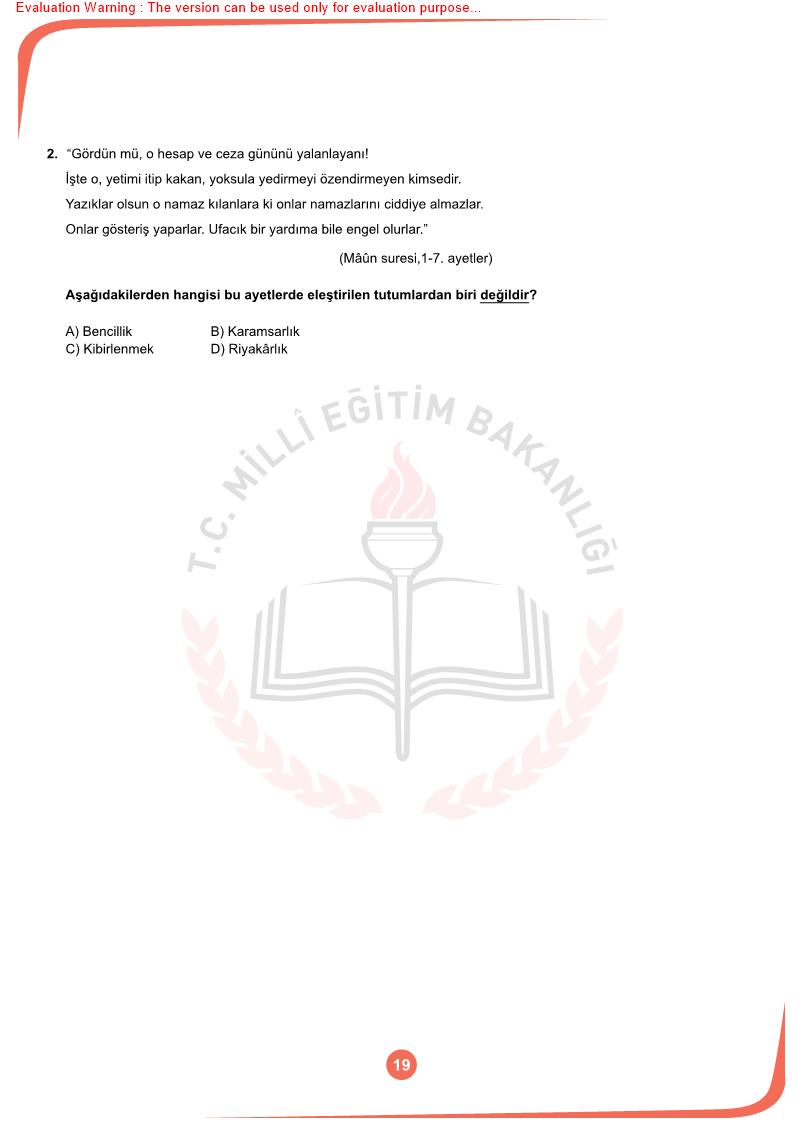 Evaluation Warning : The version can be used only for evaluation purpose...
2. “Gördün mü, o hesap ve ceza gününü yalanlayanı!
İşte o, yetimi itip kakan, yoksula yedirmeyi özendirmeyen kimsedir.
Yazıklar olsun o namaz kılanlara ki onlar namazlarını ciddiye almazlar.
Onlar gösteriş yaparlar. Ufacık bir yardıma bile engel olurlar.”
(Mâûn suresi,1-7. ayetler)
Aşağıdakilerden hangisi bu ayetlerde eleştirilen tutumlardan biri değildir?
A) Bencillik B) Karamsarlık
C) Kibirlenmek D) Riyakârlık
T.C. MİLLÎ EĞİTİM BAKANLIĞI
19